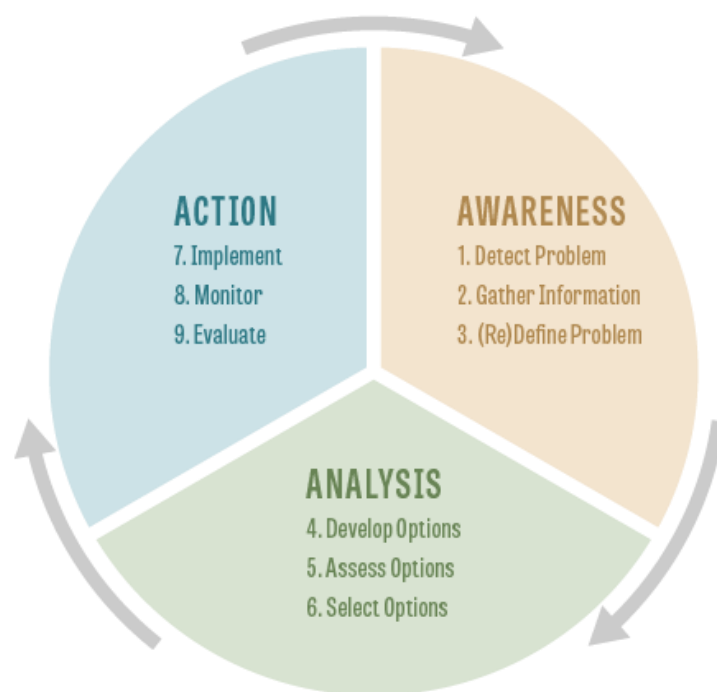 ACTION
7. Implement
8. Monitor
9. Evaluate
AWARENESS
1. Detect Problem
2. Gather Information
3. (Re)Define Problem
ANALYSIS
4. Develop Options
5. Assess Options
6. Select Options